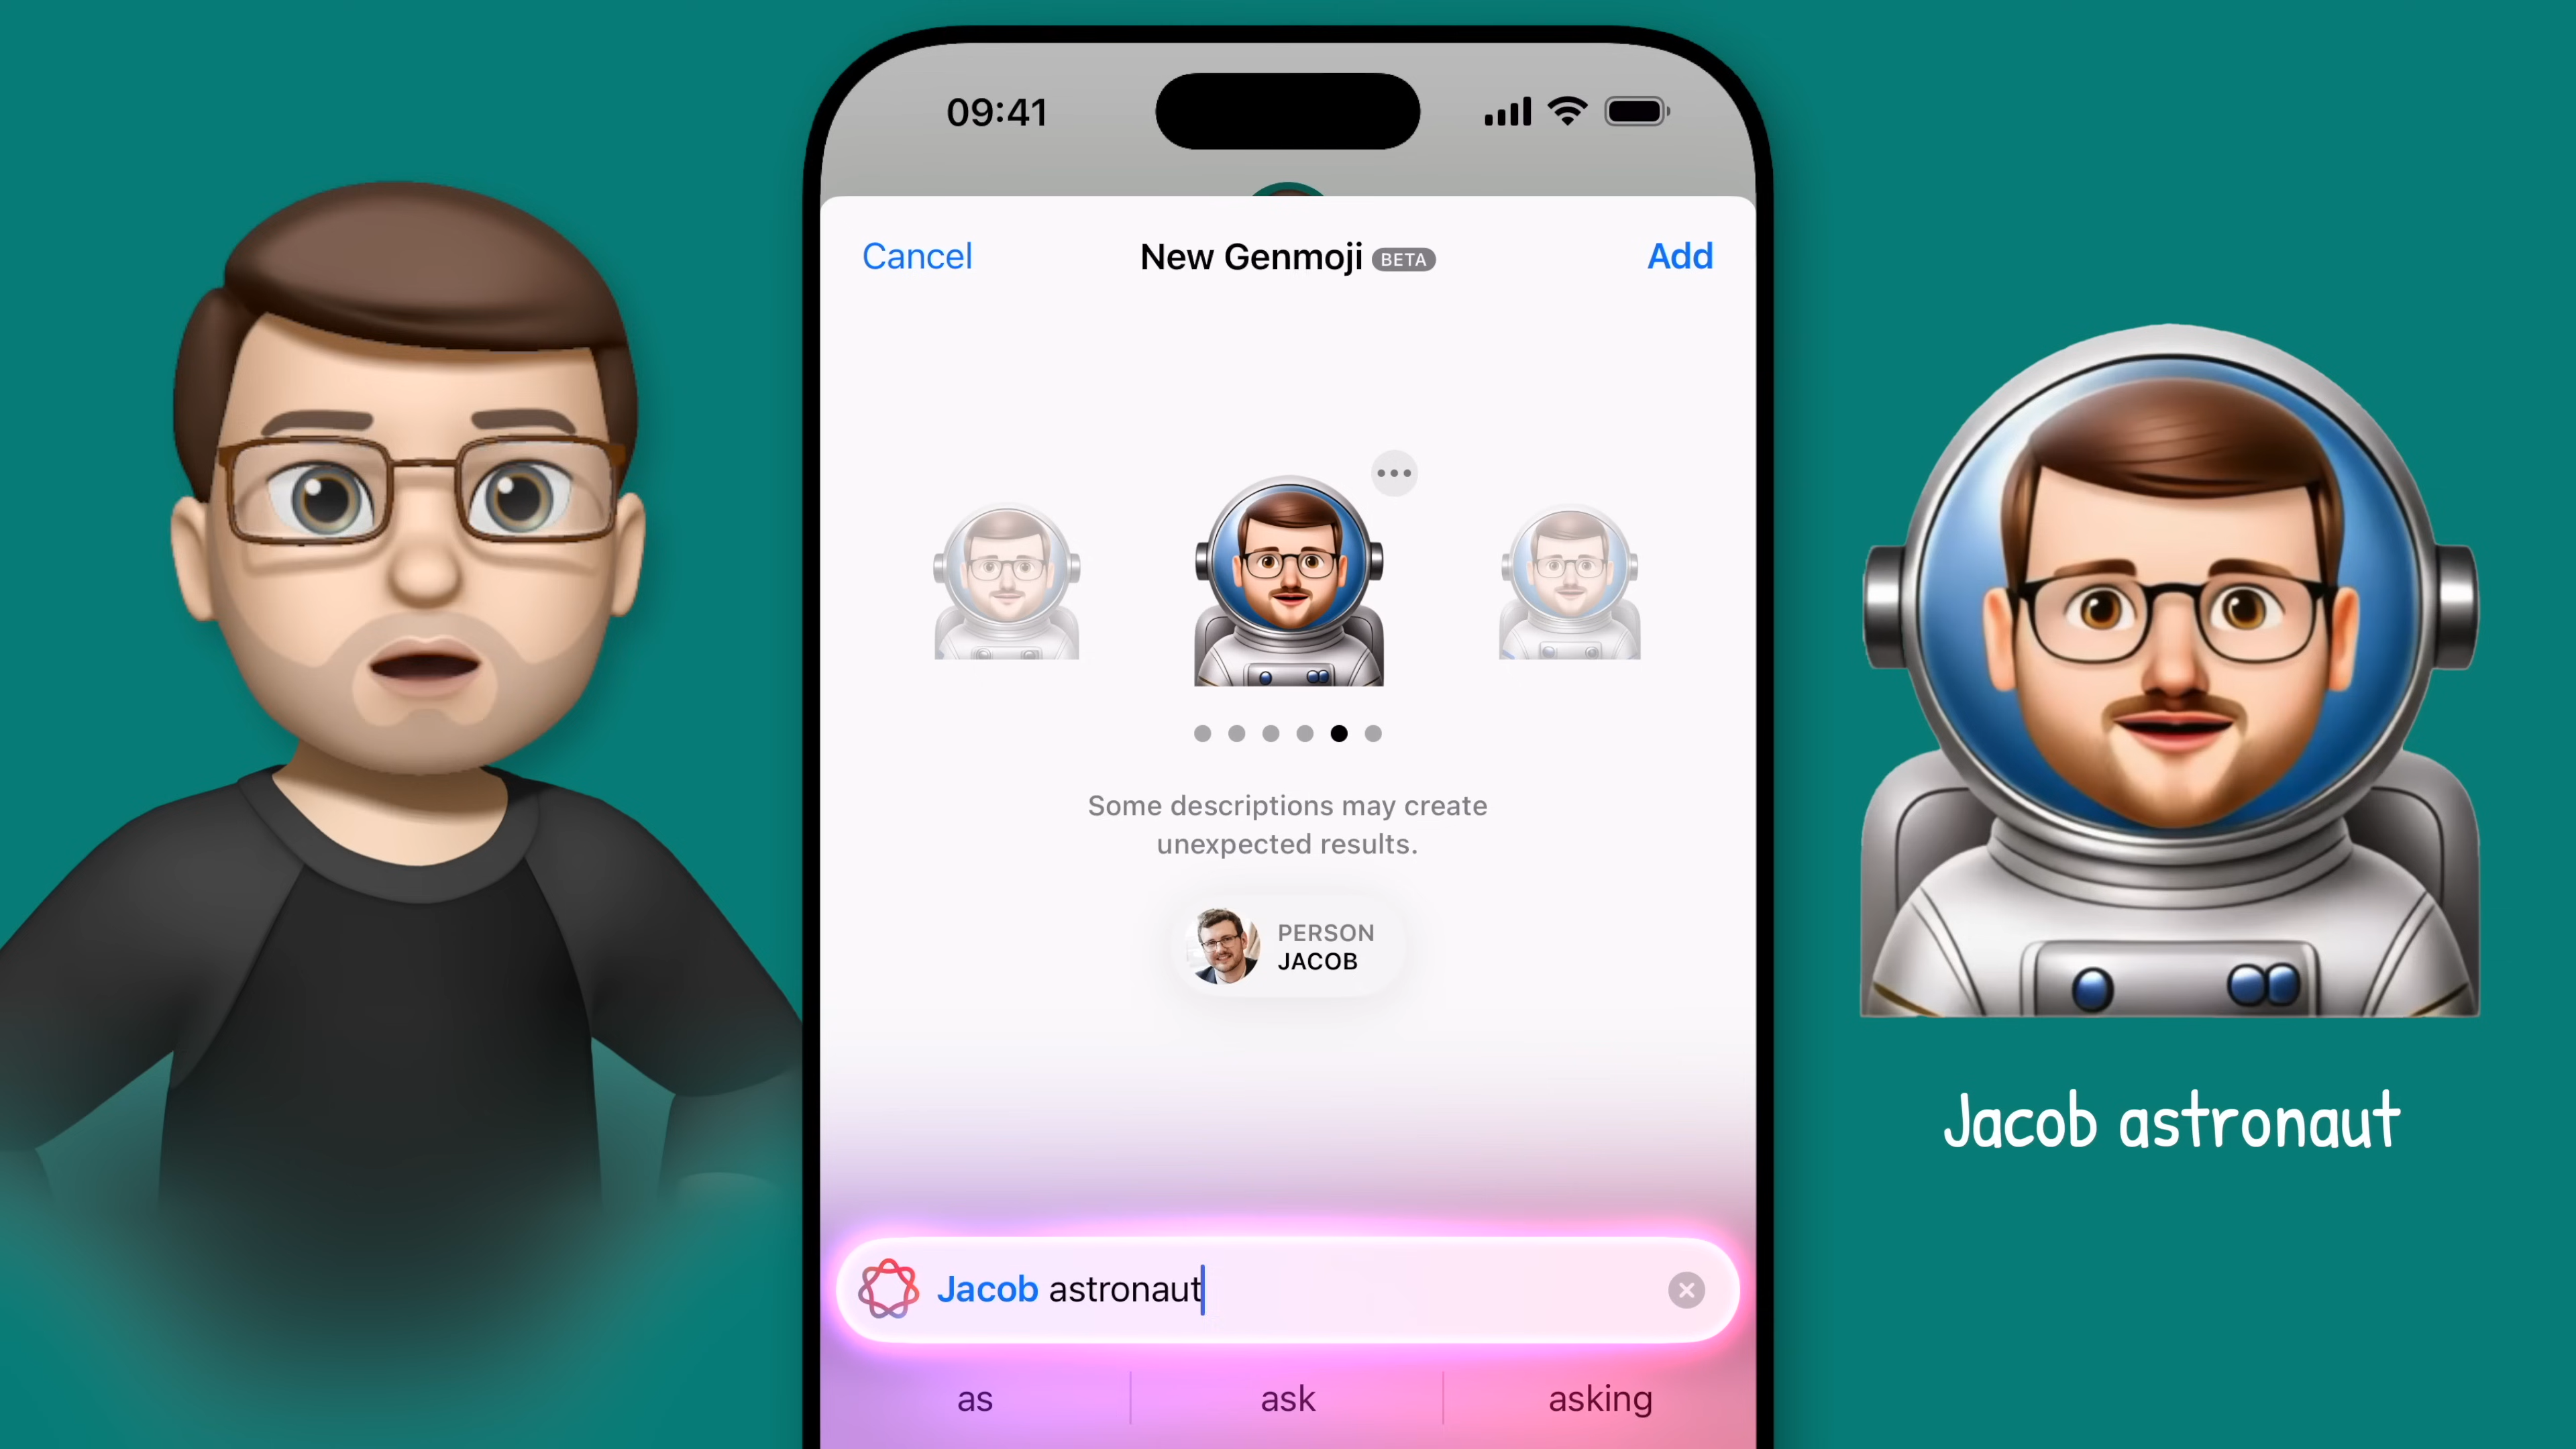 09:41
Cancel
New Genmoji BETA
Add
Some descriptions may create
unexpected results.
PERSON
JACOB
Jacob astronaut
Jacob astronaut
as
ask
asking